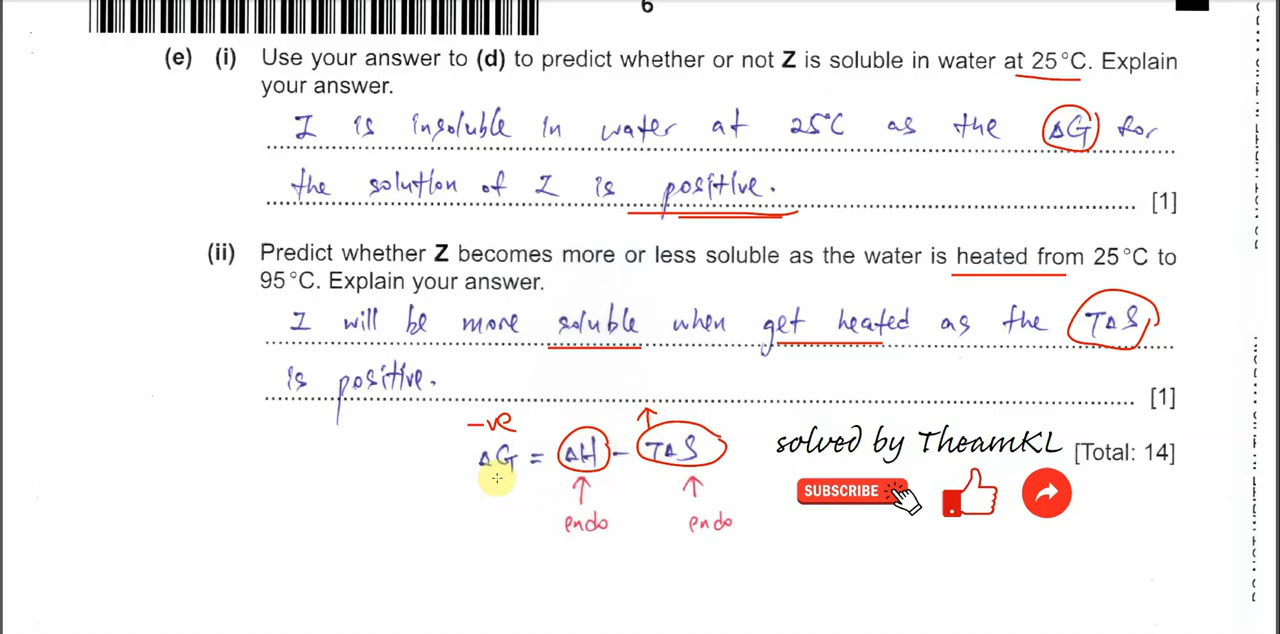 6
(e) (i) Use your answer to (d) to predict whether or not Z is soluble in water at 25 °C. Explain
your answer.
Z is insoluble in water at 25°C as the ΔG for
the solution of Z is positive.
[1]
(ii) Predict whether Z becomes more or less soluble as the water is heated from 25 °C to
95 °C. Explain your answer.
Z will be more soluble when get heated as the TΔS
is positive.
[1]
-ve
ΔG = ΔH - TΔS
endo endo
solved by TheamKL
[Total: 14]
SUBSCRIBE